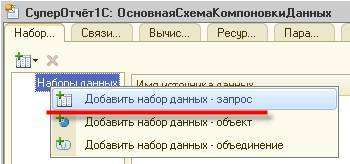 СуперОтчёт1С: ОсновнаяСхемаКомпоновкиДанных
Набор... Связи... Вычис... Ресур... Пара...
Наборы данных
Имя источника данных
Добавить набор данных - запрос
Добавить набор данных - объект
Добавить набор данных - объединение